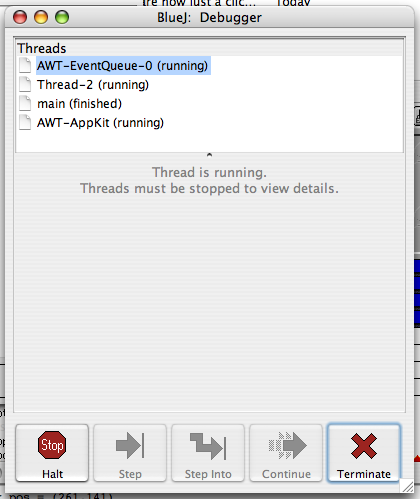 Are now just a clic... Today
BlueJ: Debugger
Threads
AWT-EventQueue-0 (running)
Thread-2 (running)
main (finished)
AWT-AppKit (running)
Thread is running.
Threads must be stopped to view details.
Stop
Halt
Step
Step Into
Continue
Terminate
pos = (261,141)